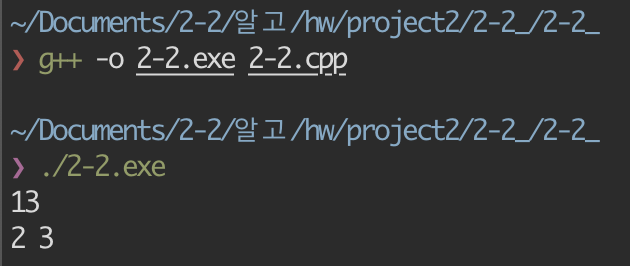 ~/Documents/2-2/알고/hw/project2/2-2_/2-2_
❯ g++ -o 2-2.exe 2-2.cpp
~/Documents/2-2/알고/hw/project2/2-2_/2-2_
❯ ./2-2.exe
13
2 3